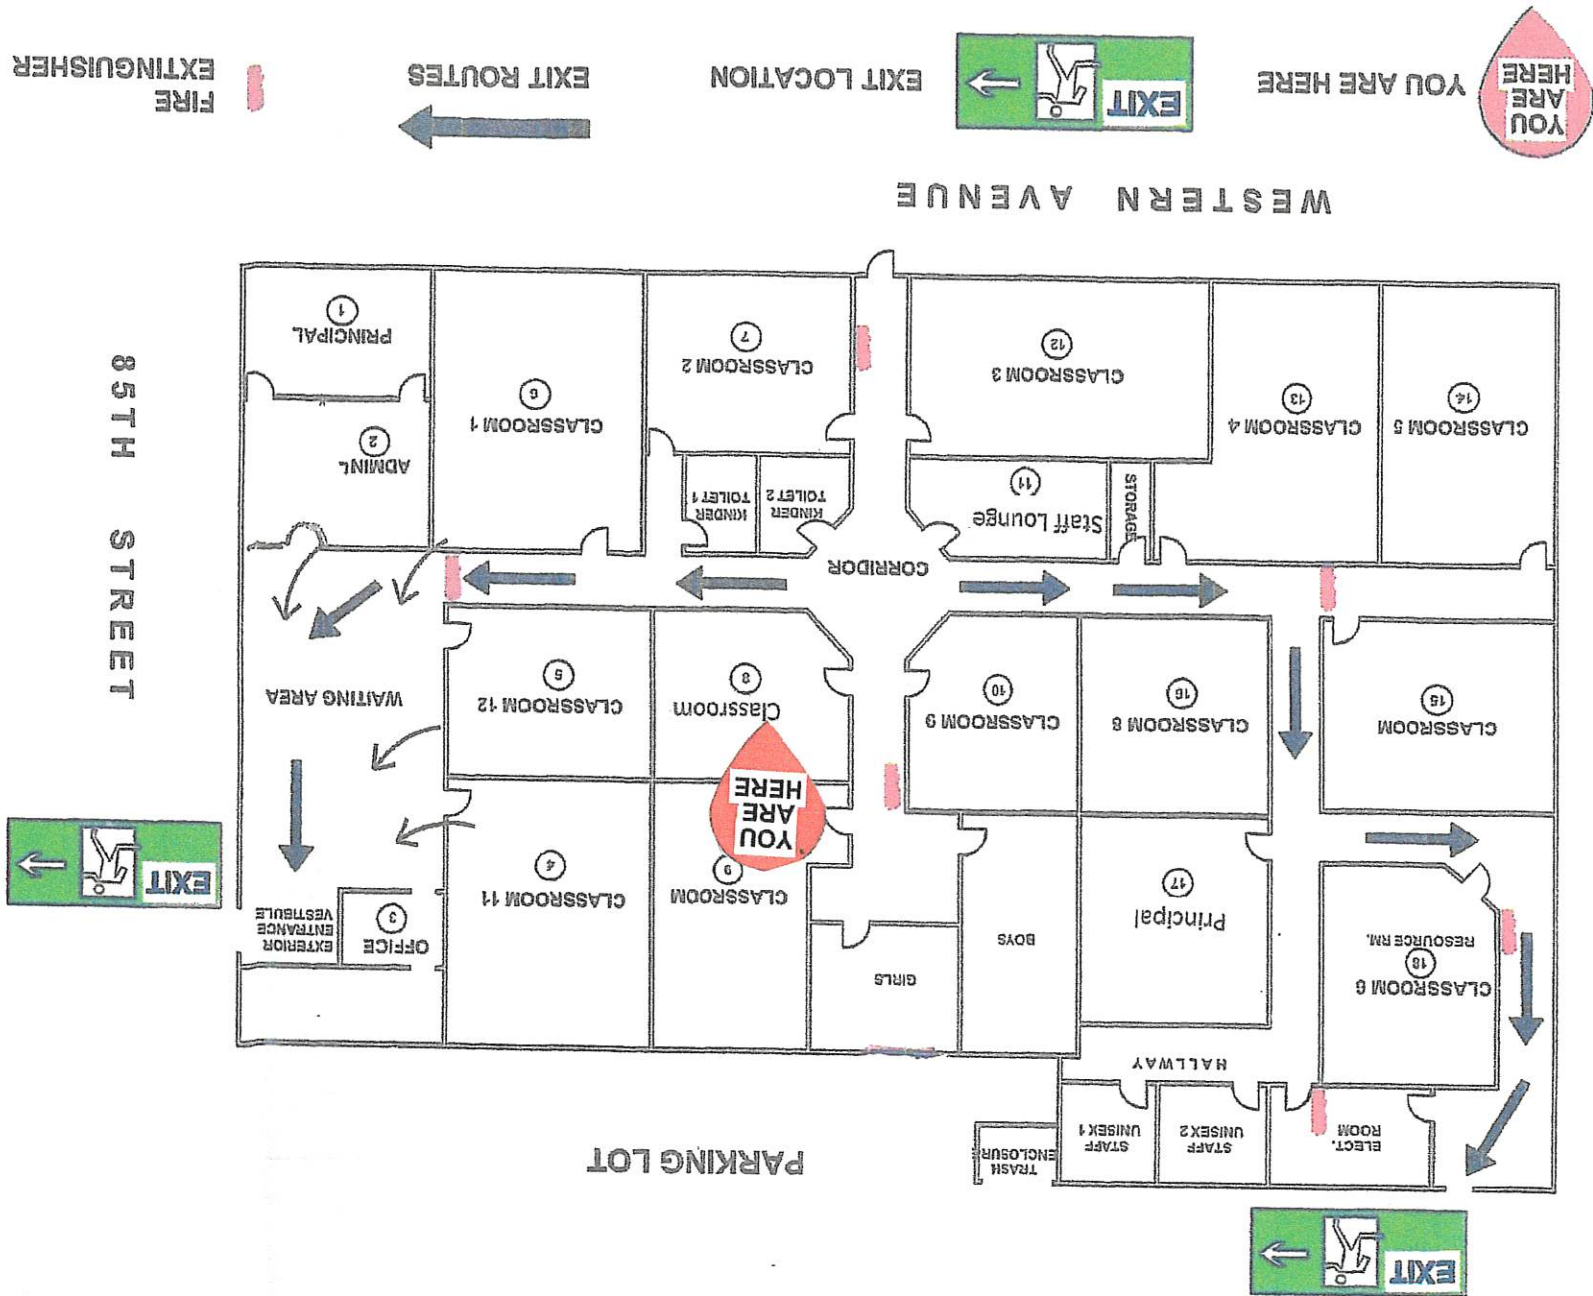 EXIT
PARKING LOT
ELECT.
ROOM
STAFF
UNISEX 2
STAFF
UNISEX 1
TRASH
ENCLOSURE
HALLWAY
CLASSROOM 6
18
RESOURCE RM.
Principal
17
BOYS
GIRLS
CLASSROOM
9
CLASSROOM 11
4
OFFICE
3
EXTERIOR
ENTRANCE
VESTIBULE
EXIT
YOU
ARE
HERE
CLASSROOM
15
CLASSROOM 8
16
CLASSROOM 9
10
Classroom
8
CLASSROOM 12
5
WAITING AREA
CORRIDOR
85TH STREET
STORAGE
Staff Lounge
11
KINDER
TOILET 2
KINDER
TOILET 1
ADMIN.
2
CLASSROOM 5
14
CLASSROOM 4
13
CLASSROOM 3
12
CLASSROOM 2
7
CLASSROOM 1
6
PRINCIPAL
1
WESTERN AVENUE
YOU
ARE
HERE
YOU ARE HERE
EXIT
EXIT LOCATION
EXIT ROUTES
FIRE
EXTINGUISHER